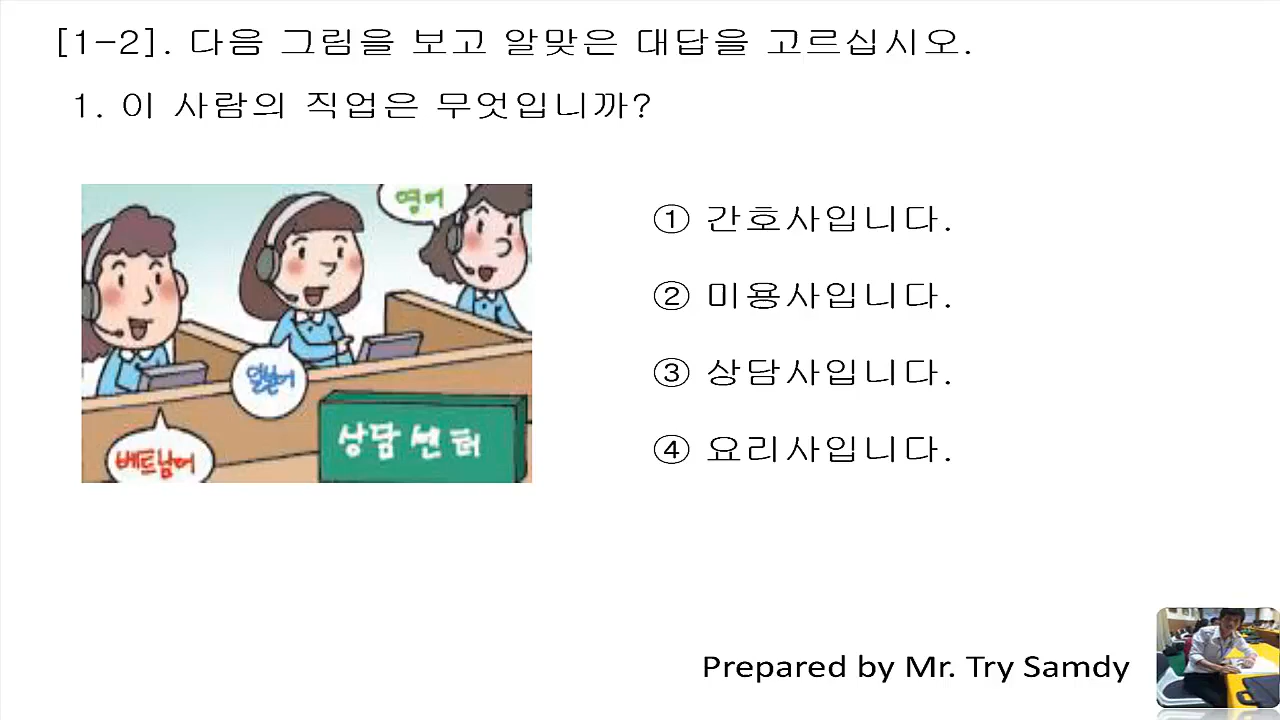 [1-2]. 다음 그림을 보고 알맞은 대답을 고르십시오.
1. 이 사람의 직업은 무엇입니까?
영어
일본어
상담센터
베트남어
① 간호사입니다.
② 미용사입니다.
③ 상담사입니다.
④ 요리사입니다.
Prepared by Mr. Try Samdy